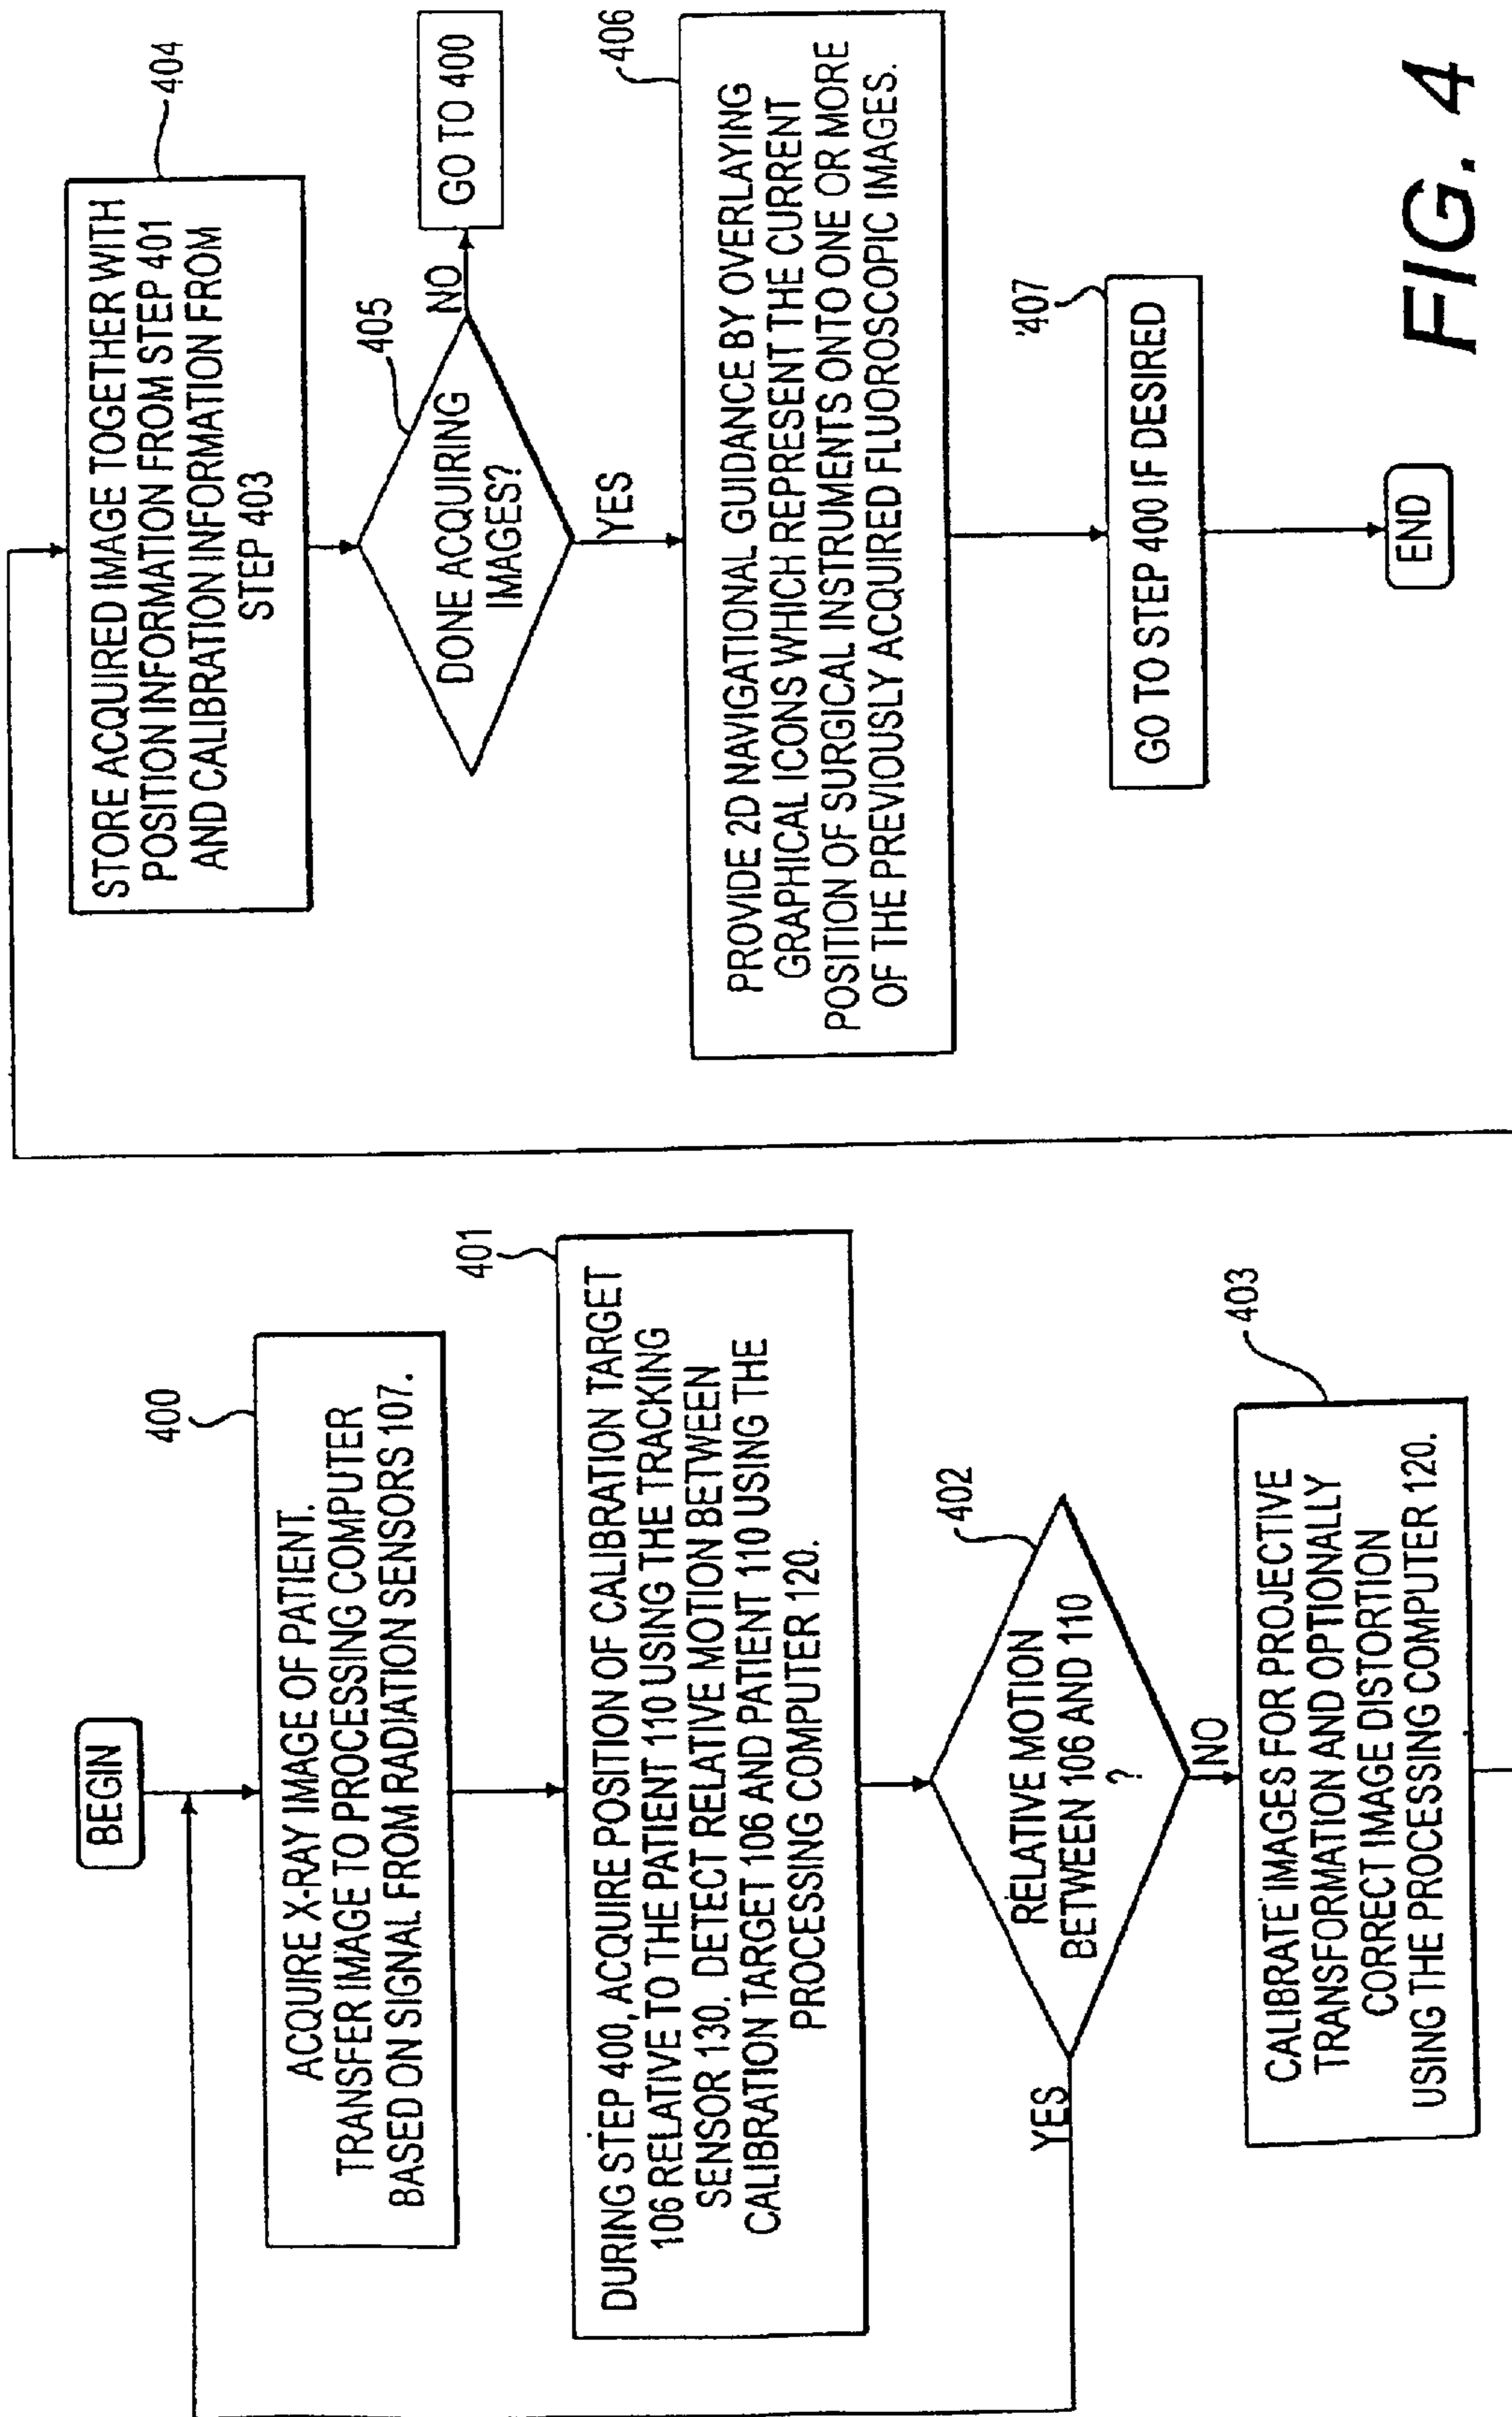 BEGIN
400
ACQUIRE X-RAY IMAGE OF PATIENT.
TRANSFER IMAGE TO PROCESSING COMPUTER
BASED ON SIGNAL FROM RADIATION SENSORS 107.
401
DURING STEP 400, ACQUIRE POSITION OF CALIBRATION TARGET
106 RELATIVE TO THE PATIENT 110 USING THE TRACKING
SENSOR 130. DETECT RELATIVE MOTION BETWEEN
CALIBRATION TARGET 106 AND PATIENT 110 USING THE
PROCESSING COMPUTER 120.
402
RELATIVE MOTION
BETWEEN 106 AND 110
?
YES
NO
403
CALIBRATE IMAGES FOR PROJECTIVE
TRANSFORMATION AND OPTIONALLY
CORRECT IMAGE DISTORTION
USING THE PROCESSING COMPUTER 120.
404
STORE ACQUIRED IMAGE TOGETHER WITH
POSITION INFORMATION FROM STEP 401
AND CALIBRATION INFORMATION FROM
STEP 403
405
DONE ACQUIRING
IMAGES?
NO
GO TO 400
YES
406
PROVIDE 2D NAVIGATIONAL GUIDANCE BY OVERLAYING
GRAPHICAL ICONS WHICH REPRESENT THE CURRENT
POSITION OF SURGICAL INSTRUMENTS ONTO ONE OR MORE
OF THE PREVIOUSLY ACQUIRED FLUOROSCOPIC IMAGES.
407
GO TO STEP 400 IF DESIRED
END
FIG. 4